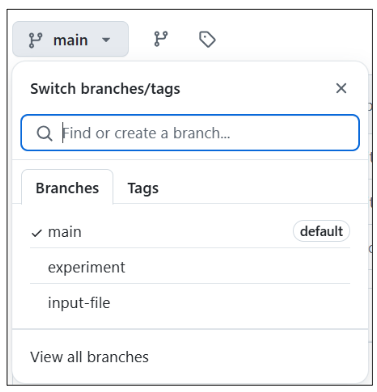 main
Switch branches/tags
Find or create a branch...
Branches Tags
main default
experiment
input-file
View all branches